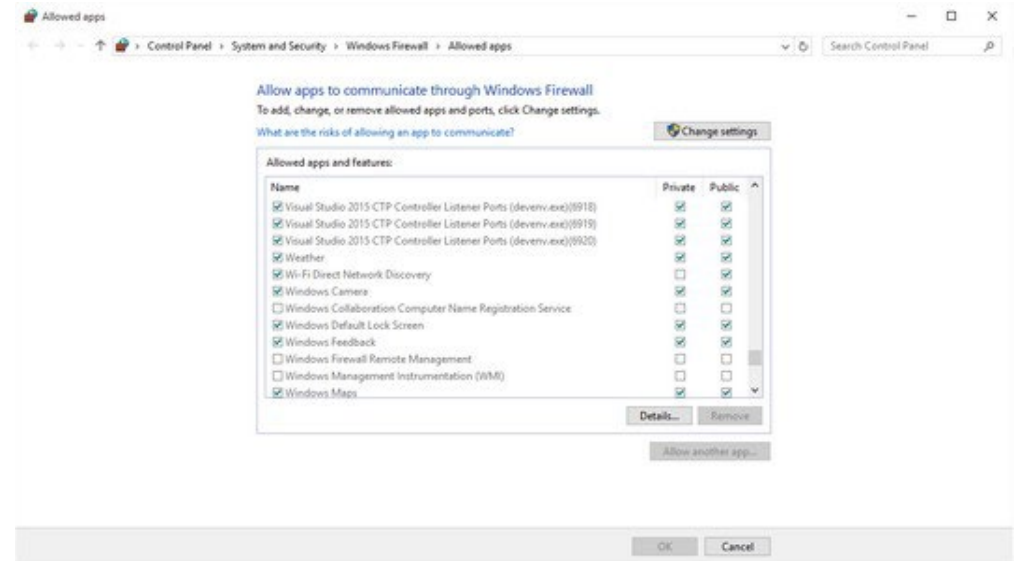 Allowed apps
Control Panel › System and Security › Windows Firewall › Allowed apps
Search Control Panel
Allow apps to communicate through Windows Firewall
To add, change, or remove allowed apps and ports, click Change settings.
What are the risks of allowing an app to communicate?
Change settings
Allowed apps and features:
Name Private Public
Visual Studio 2015 CTP Controller Listener Ports (devenv.exe)(6918)
Visual Studio 2015 CTP Controller Listener Ports (devenv.exe)(6919)
Visual Studio 2015 CTP Controller Listener Ports (devenv.exe)(6920)
Weather
Wi-Fi Direct Network Discovery
Windows Camera
Windows Collaboration Computer Name Registration Service
Windows Default Lock Screen
Windows Feedback
Windows Firewall Remote Management
Windows Management Instrumentation (WMI)
Windows Maps
Details... Remove
Allow another app...
OK Cancel